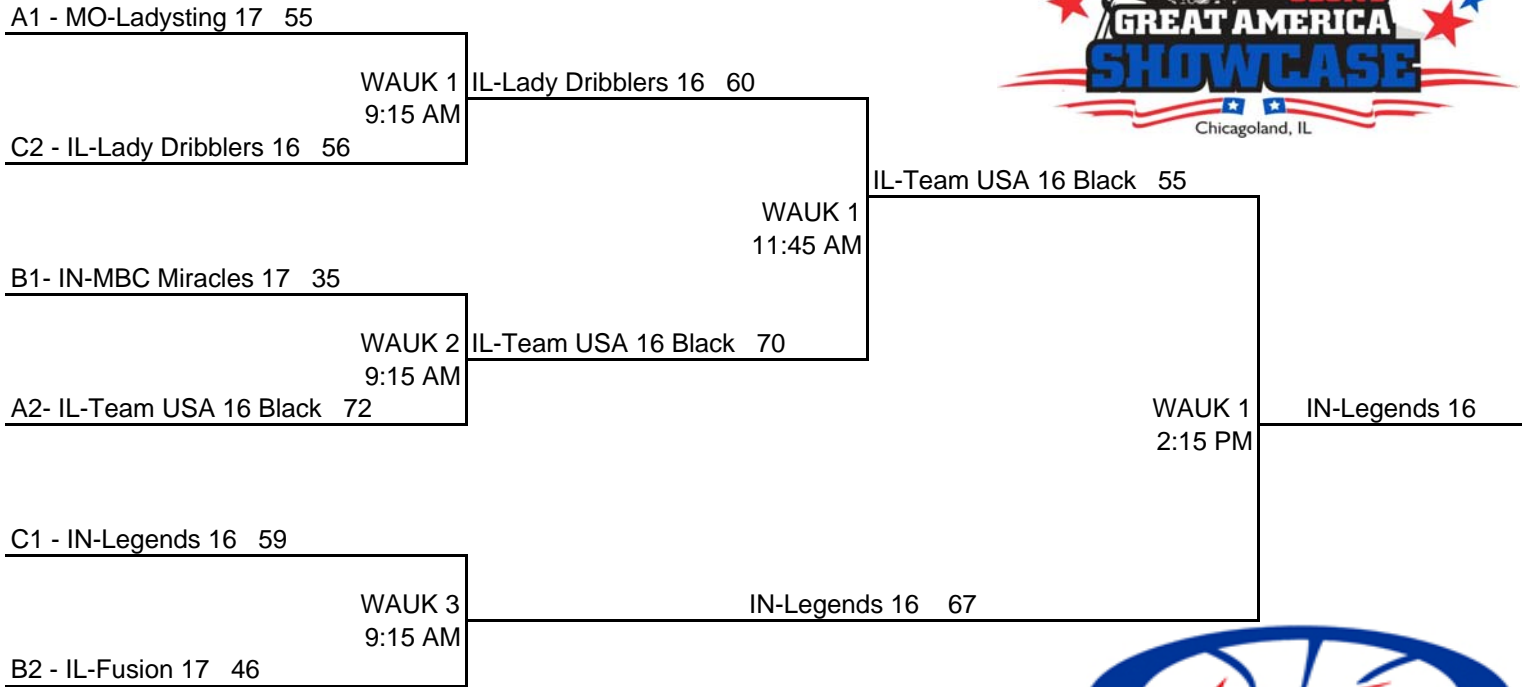 A1 - MO-Ladysting 17 55
GREAT AMERICA
SHOWCASE
Chicagoland, IL
WAUK 1
9:15 AM
IL-Lady Dribblers 16 60
C2 - IL-Lady Dribblers 16 56
IL-Team USA 16 Black 55
WAUK 1
11:45 AM
B1- IN-MBC Miracles 17 35
WAUK 2
9:15 AM
IL-Team USA 16 Black 70
A2- IL-Team USA 16 Black 72
WAUK 1
2:15 PM
IN-Legends 16
C1 - IN-Legends 16 59
WAUK 3
9:15 AM
IN-Legends 16 67
B2 - IL-Fusion 17 46